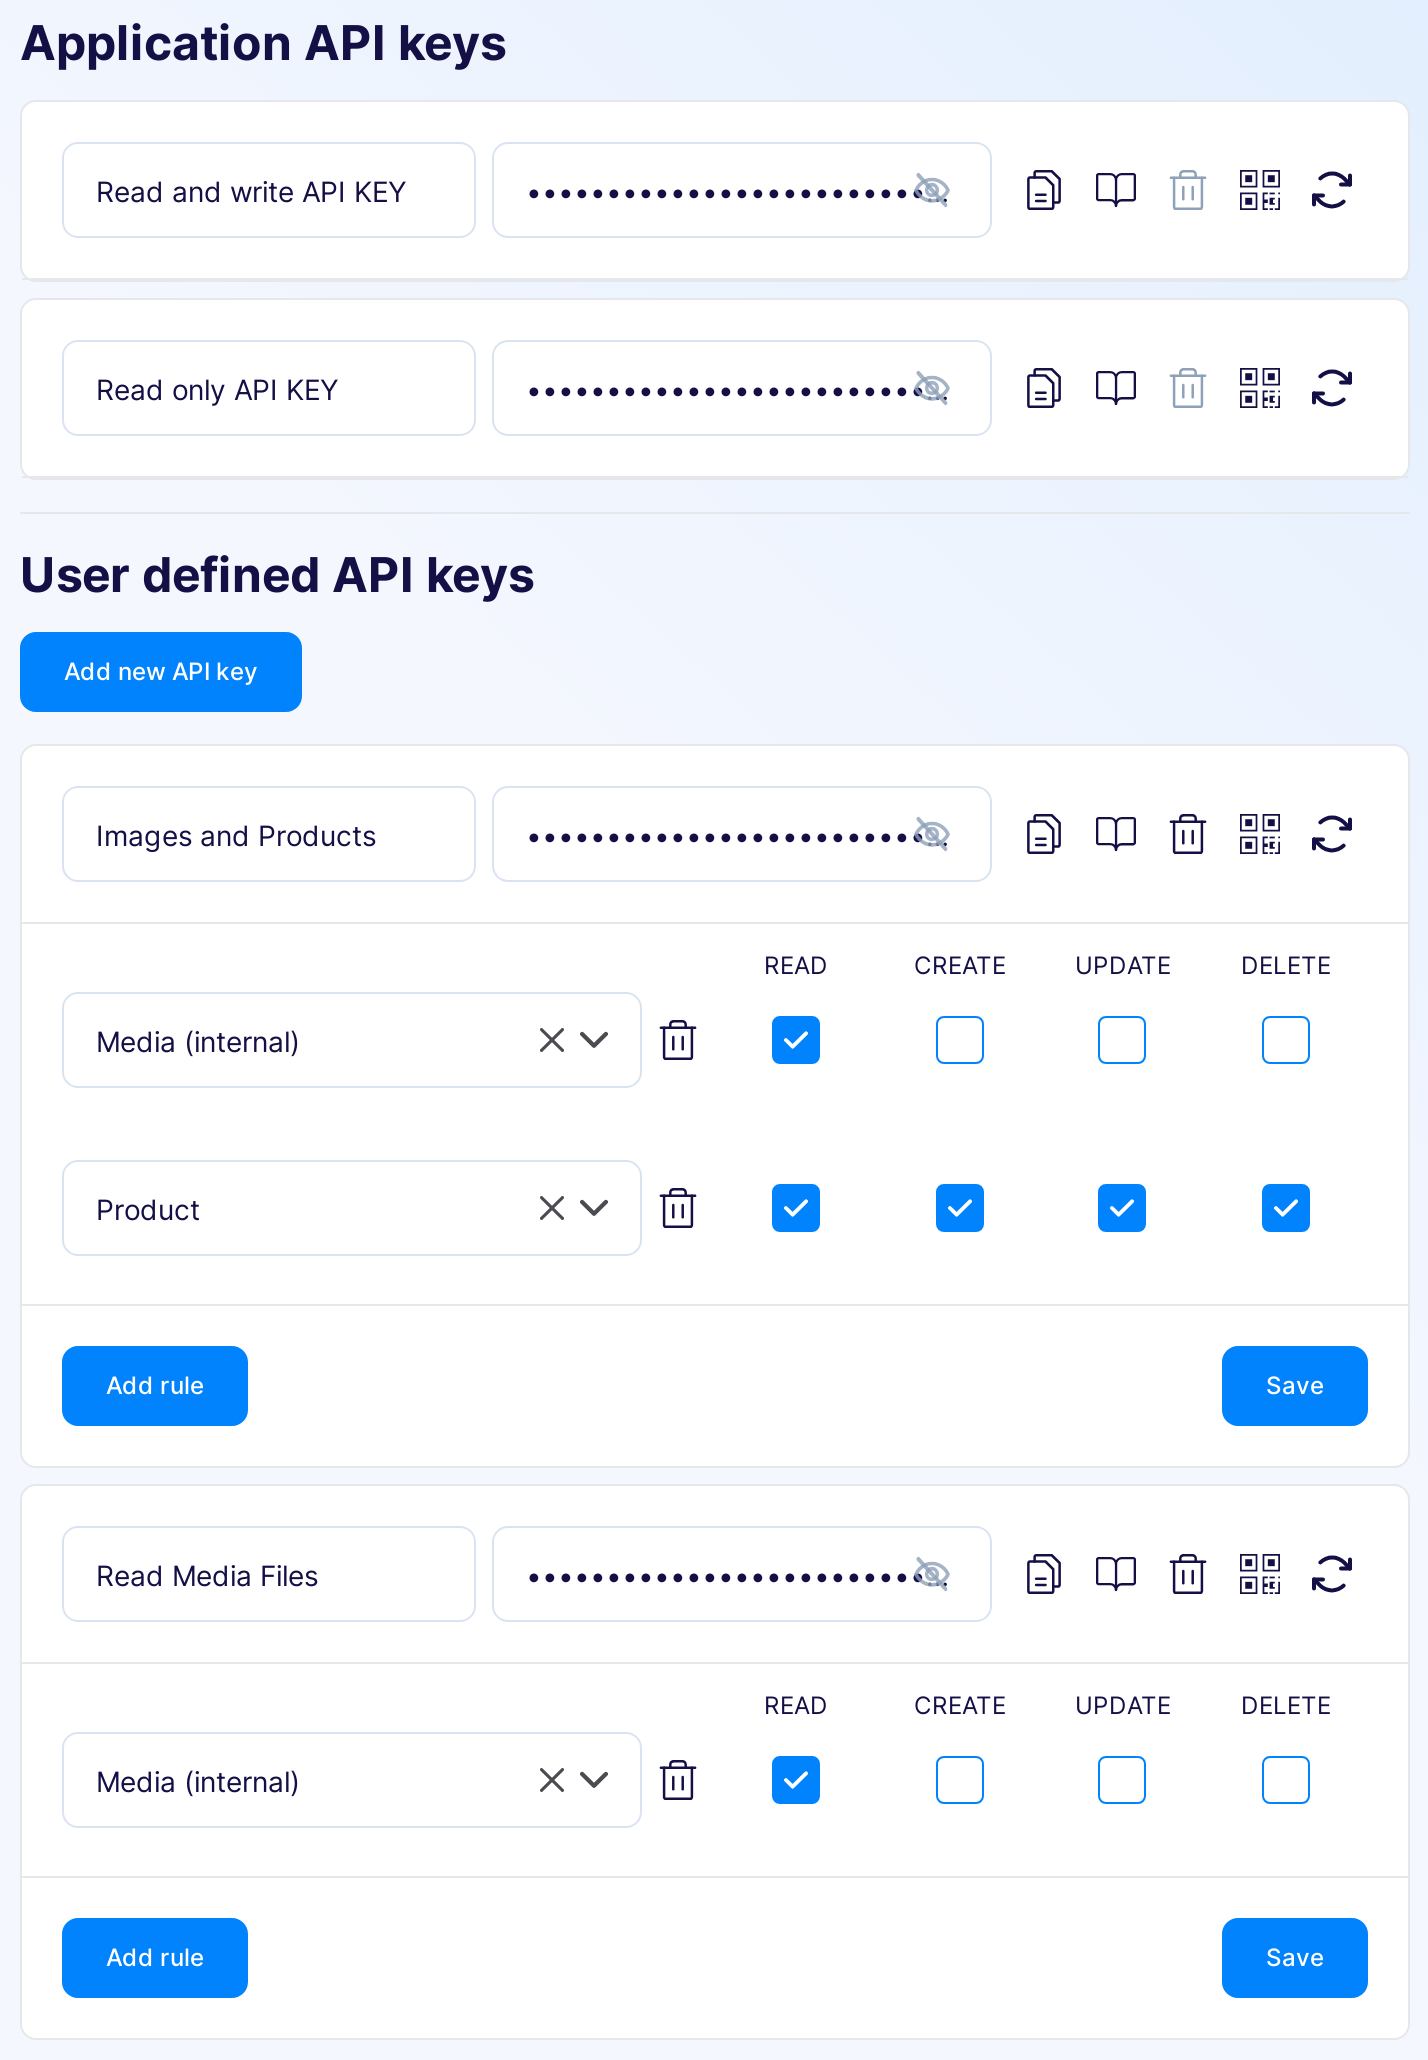 Application API keys
Read and write API KEY
Read only API KEY
User defined API keys
Add new API key
Images and Products
READ CREATE UPDATE DELETE
Media (internal)
Product
Add rule Save
Read Media Files
READ CREATE UPDATE DELETE
Media (internal)
Add rule Save